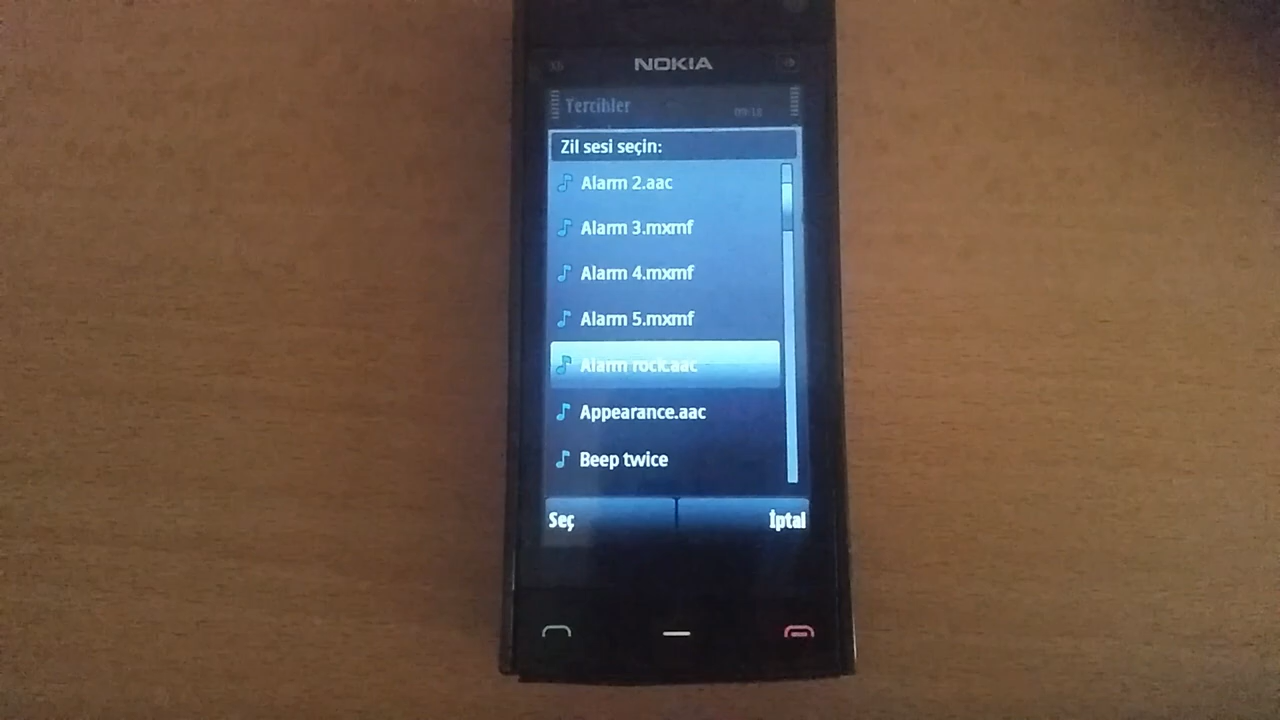 X6
NOKIA
Tercihler
Zil sesi seçin:
Alarm 2.aac
Alarm 3.mxmf
Alarm 4.mxmf
Alarm 5.mxmf
Alarm rock.aac
Appearance.aac
Beep twice
Seç
İptal